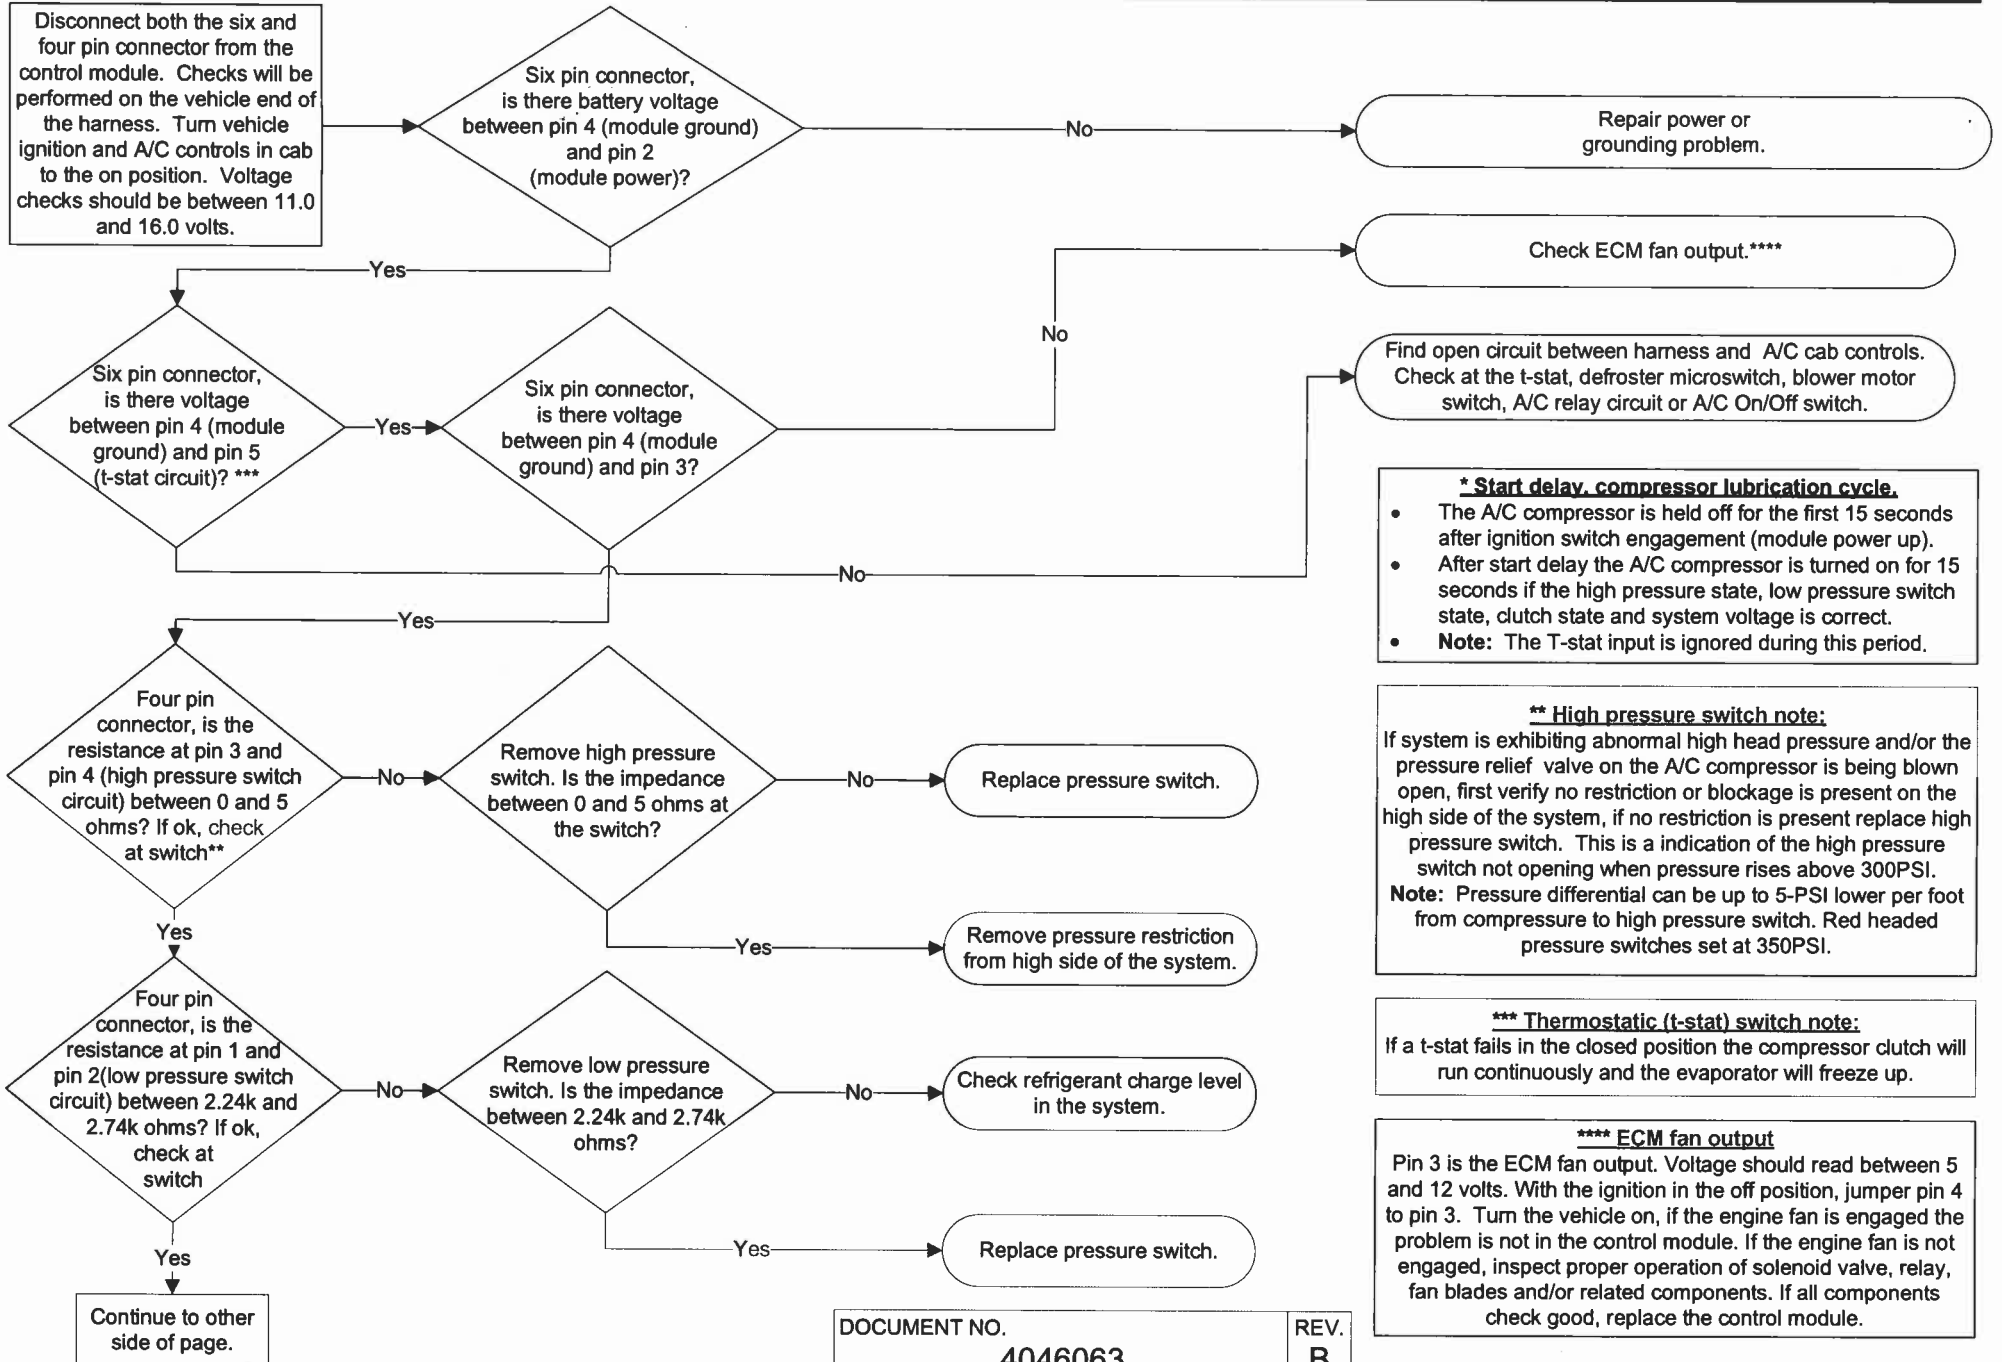 Disconnect both the six and
four pin connector from the
control module. Checks will be
performed on the vehicle end of
the harness. Turn vehicle
ignition and A/C controls in cab
to the on position. Voltage
checks should be between 11.0
and 16.0 volts.
Six pin connector,
is there battery voltage
between pin 4 (module ground)
and pin 2
(module power)?
No
Repair power or
grounding problem.
Yes
Check ECM fan output.****
No
Six pin connector,
is there voltage
between pin 4 (module
ground) and pin 5
(t-stat circuit)? ***
Yes
Six pin connector,
is there voltage
between pin 4 (module
ground) and pin 3?
Find open circuit between harness and A/C cab controls.
Check at the t-stat, defroster microswitch, blower motor
switch, A/C relay circuit or A/C On/Off switch.
No
Yes
Four pin
connector, is the
resistance at pin 3 and
pin 4 (high pressure switch
circuit) between 0 and 5
ohms? If ok, check
at switch**
No
Remove high pressure
switch. Is the impedance
between 0 and 5 ohms at
the switch?
No
Replace pressure switch.
Yes
Remove pressure restriction
from high side of the system.
Yes
Four pin
connector, is the
resistance at pin 1 and
pin 2(low pressure switch
circuit) between 2.24k and
2.74k ohms? If ok,
check at
switch
No
Remove low pressure
switch. Is the impedance
between 2.24k and 2.74k
ohms?
No
Check refrigerant charge level
in the system.
Yes
Replace pressure switch.
Yes
Continue to other
side of page.
* Start delay, compressor lubrication cycle.
• The A/C compressor is held off for the first 15 seconds
after ignition switch engagement (module power up).
• After start delay the A/C compressor is turned on for 15
seconds if the high pressure state, low pressure switch
state, clutch state and system voltage is correct.
• Note: The T-stat input is ignored during this period.
** High pressure switch note:
If system is exhibiting abnormal high head pressure and/or the
pressure relief valve on the A/C compressor is being blown
open, first verify no restriction or blockage is present on the
high side of the system, if no restriction is present replace high
pressure switch. This is a indication of the high pressure
switch not opening when pressure rises above 300PSI.
Note: Pressure differential can be up to 5-PSI lower per foot
from compressure to high pressure switch. Red headed
pressure switches set at 350PSI.
*** Thermostatic (t-stat) switch note:
If a t-stat fails in the closed position the compressor clutch will
run continuously and the evaporator will freeze up.
**** ECM fan output
Pin 3 is the ECM fan output. Voltage should read between 5
and 12 volts. With the ignition in the off position, jumper pin 4
to pin 3. Turn the vehicle on, if the engine fan is engaged the
problem is not in the control module. If the engine fan is not
engaged, inspect proper operation of solenoid valve, relay,
fan blades and/or related components. If all components
check good, replace the control module.
DOCUMENT NO.
4046063
REV.
B